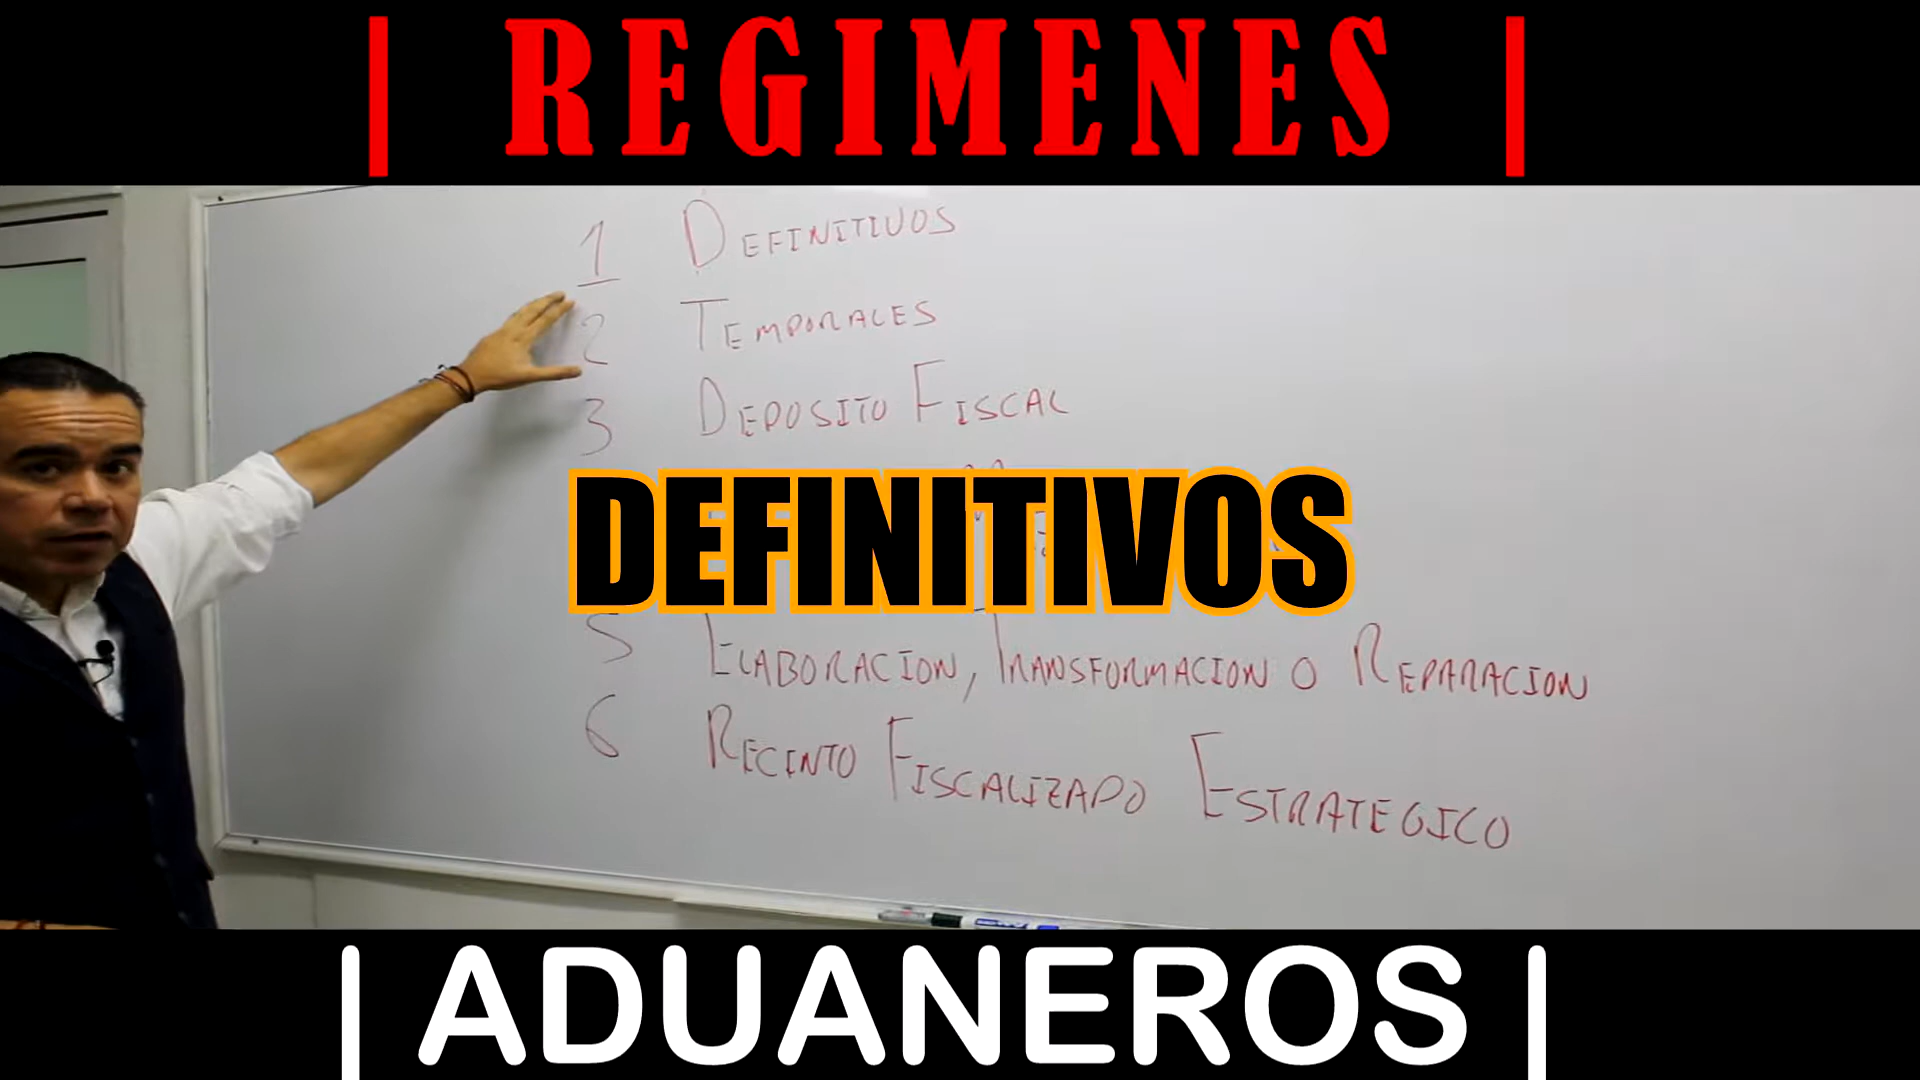 | REGIMENES |
1 DEFINITIVOS
2 TEMPORALES
3 DEPOSITO FISCAL
DEFINITIVOS
5 ELABORACION, TRANSFORMACION O REPARACION
6 RECINTO FISCALIZADO ESTRATEGICO
| ADUANEROS |